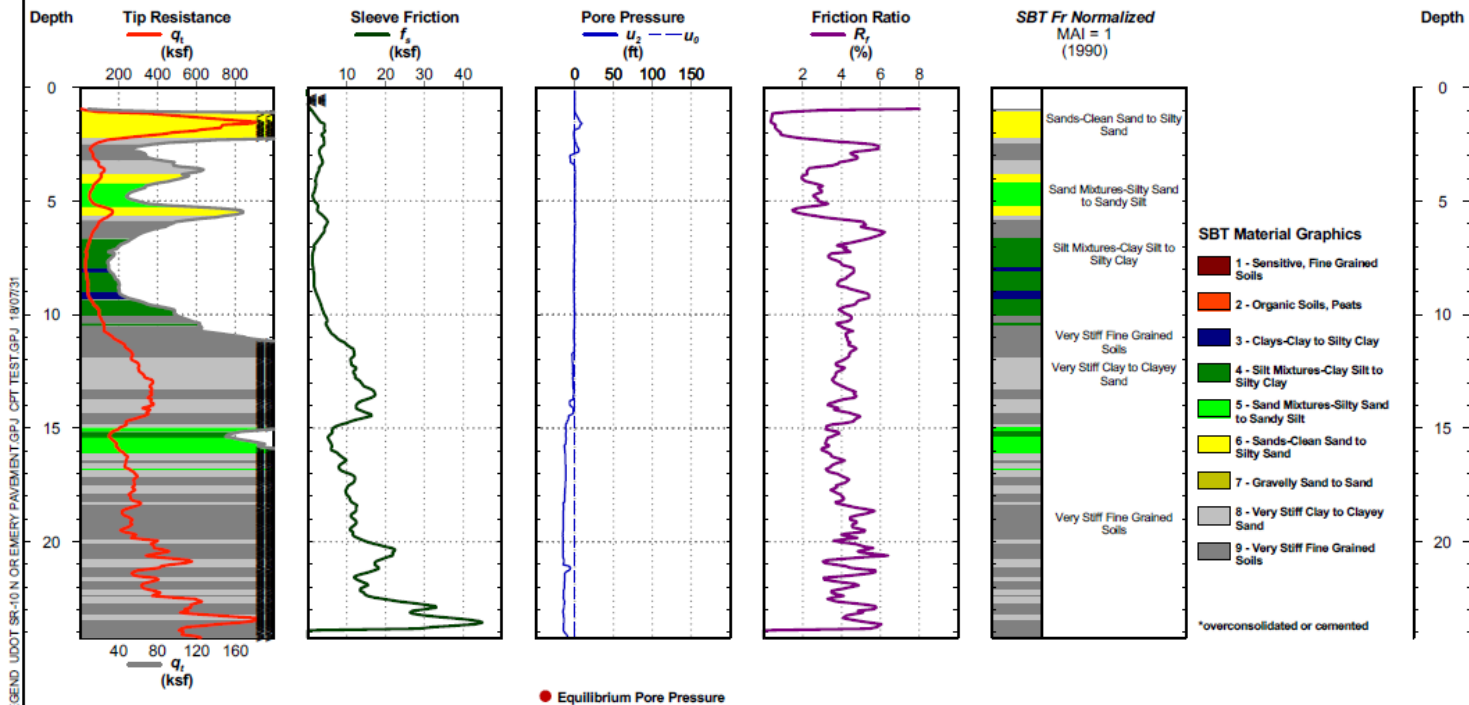 Depth
Tip Resistance
qt
(ksf)
200 400 600 800
Sleeve Friction
fs
(ksf)
10 20 30 40
Pore Pressure
u2 u0
(ft)
0 50 100 150
Friction Ratio
Rf
(%)
2 4 6 8
SBT Fr Normalized
MAI = 1
(1990)
Depth
0
5
10
15
20
Sands-Clean Sand to Silty
Sand
Sand Mixtures-Silty Sand
to Sandy Silt
Silt Mixtures-Clay Silt to
Silty Clay
Very Stiff Fine Grained
Soils
Very Stiff Clay to Clayey
Sand
Very Stiff Fine Grained
Soils
SBT Material Graphics
1 - Sensitive, Fine Grained
Soils
2 - Organic Soils, Peats
3 - Clays-Clay to Silty Clay
4 - Silt Mixtures-Clay Silt to
Silty Clay
5 - Sand Mixtures-Silty Sand
to Sandy Silt
6 - Sands-Clean Sand to
Silty Sand
7 - Gravelly Sand to Sand
8 - Very Stiff Clay to Clayey
Sand
9 - Very Stiff Fine Grained
Soils
*overconsolidated or cemented
0
5
10
15
20
40 80 120 160
qt
(ksf)
Equilibrium Pore Pressure
GEND UDOT SR-10 N OR EMERY PAVEMENT.GPJ CPT TEST.GPJ 18/07/31